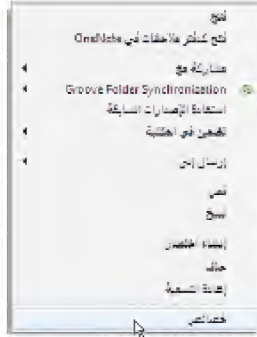 فتح
فتح كدفتر ملاحظات في OneNote
مشاركة مع
Groove Folder Synchronization
استعادة الإصدارات السابقة
تضمين في المكتبة
إرسال إلى
قص
نسخ
إنشاء اختصار
حذف
إعادة التسمية
خصائص